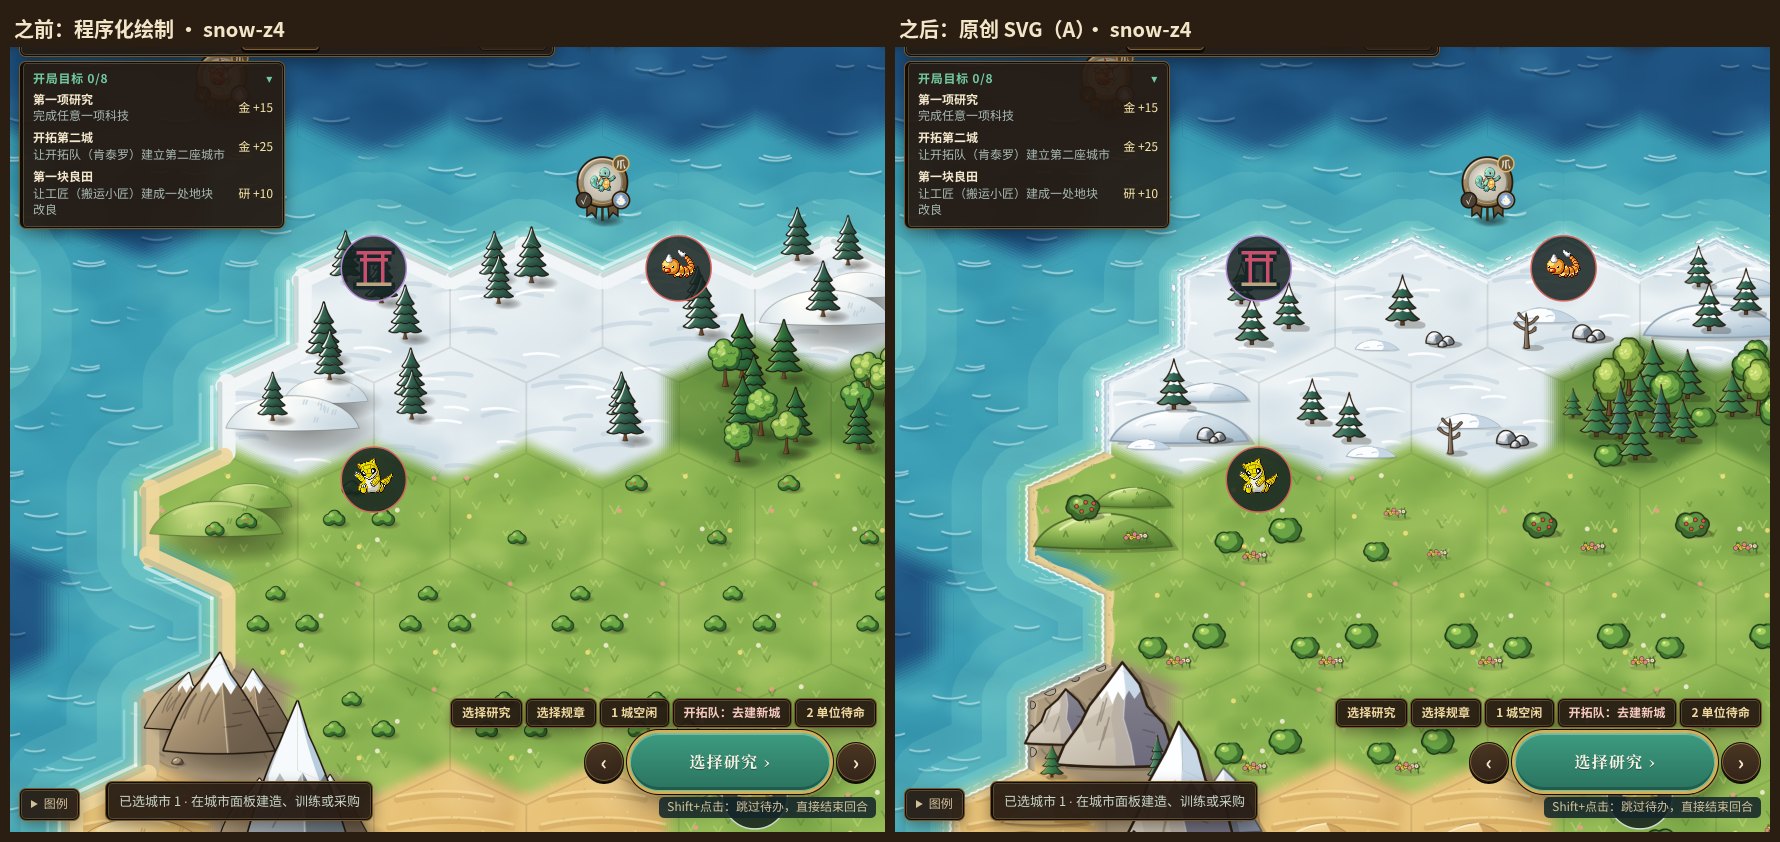 之前：程序化绘制 · snow-z4
开局目标 0/8 ▼
第一项研究
完成任意一项科技
金 +15
开拓第二城
让开拓队（肯泰罗）建立第二座城市
金 +25
第一块良田
让工匠（搬运小匠）建成一处地块
改良
研 +10
爪
选择研究
选择规章
1 城空闲
开拓队：去建新城
2 单位待命
‹
选择研究 ›
›
▶ 图例
已选城市 1 · 在城市面板建造、训练或采购
Shift+点击：跳过待办，直接结束回合
之后：原创 SVG（A）· snow-z4
开局目标 0/8 ▼
第一项研究
完成任意一项科技
金 +15
开拓第二城
让开拓队（肯泰罗）建立第二座城市
金 +25
第一块良田
让工匠（搬运小匠）建成一处地块
改良
研 +10
爪
选择研究
选择规章
1 城空闲
开拓队：去建新城
2 单位待命
‹
选择研究 ›
›
▶ 图例
已选城市 1 · 在城市面板建造、训练或采购
Shift+点击：跳过待办，直接结束回合